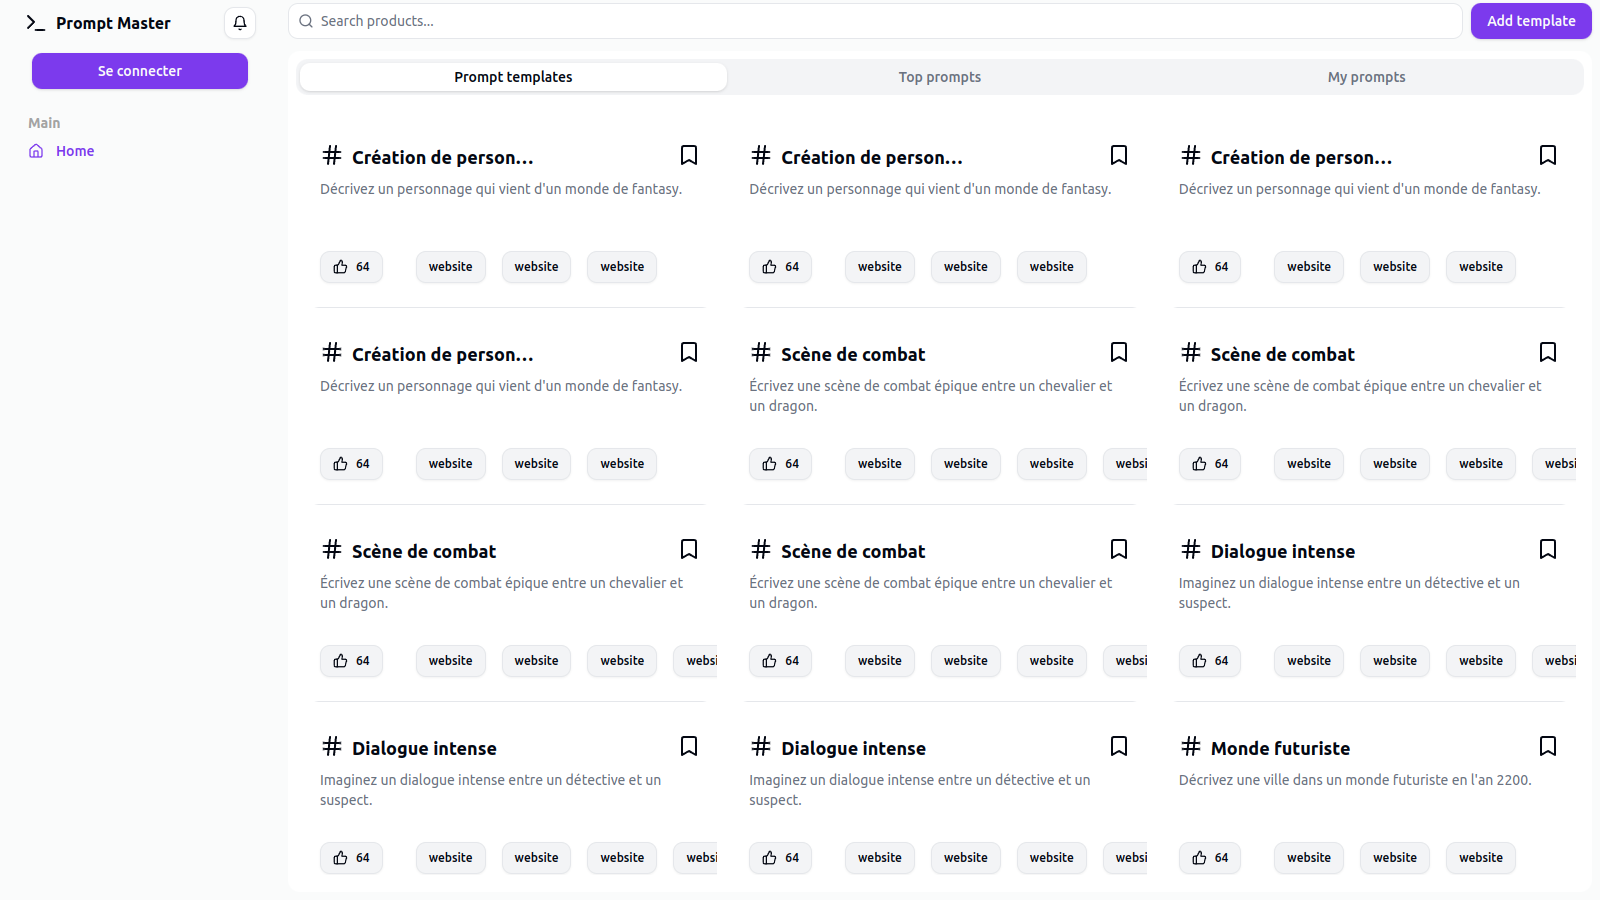 Prompt Master
Search products...
Add template
Se connecter
Main
Home
Prompt templates
Top prompts
My prompts
Création de person...
Création de person...
Création de person...
Décrivez un personnage qui vient d'un monde de fantasy.
Décrivez un personnage qui vient d'un monde de fantasy.
Décrivez un personnage qui vient d'un monde de fantasy.
64 website website website
64 website website website
64 website website website
Création de person...
Scène de combat
Scène de combat
Décrivez un personnage qui vient d'un monde de fantasy.
Écrivez une scène de combat épique entre un chevalier et
un dragon.
Écrivez une scène de combat épique entre un chevalier et
un dragon.
64 website website website
64 website website website websi
64 website website website websi
Scène de combat
Scène de combat
Dialogue intense
Écrivez une scène de combat épique entre un chevalier et
un dragon.
Écrivez une scène de combat épique entre un chevalier et
un dragon.
Imaginez un dialogue intense entre un détective et un
suspect.
64 website website website websi
64 website website website websi
64 website website website websi
Dialogue intense
Dialogue intense
Monde futuriste
Imaginez un dialogue intense entre un détective et un
suspect.
Imaginez un dialogue intense entre un détective et un
suspect.
Décrivez une ville dans un monde futuriste en l'an 2200.
64 website website website websi
64 website website website websi
64 website website website